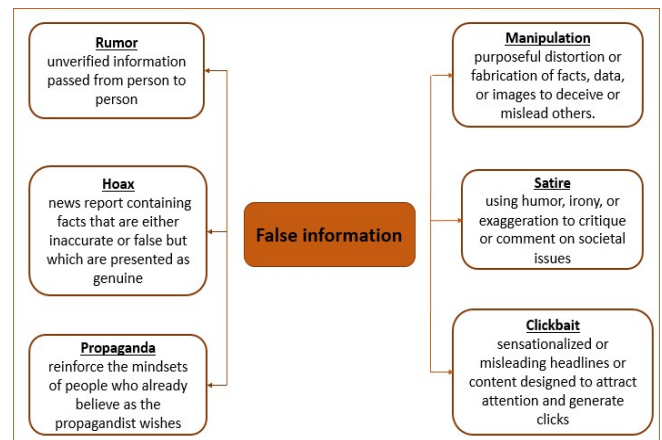 Rumor
unverified information
passed from person to
person
Hoax
news report containing
facts that are either
inaccurate or false but
which are presented as
genuine
Propaganda
reinforce the mindsets
of people who already
believe as the
propagandist wishes
False information
Manipulation
purposeful distortion or
fabrication of facts, data,
or images to deceive or
mislead others.
Satire
using humor, irony, or
exaggeration to critique
or comment on societal
issues
Clickbait
sensationalized or
misleading headlines or
content designed to attract
attention and generate
clicks